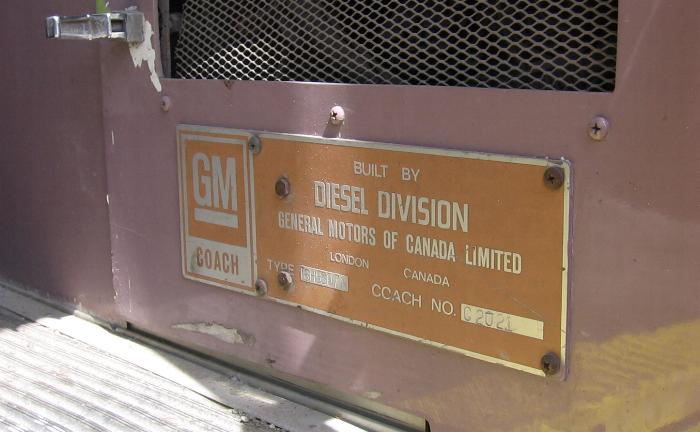 GM
COACH
BUILT BY
DIESEL DIVISION
GENERAL MOTORS OF CANADA LIMITED
LONDON CANADA
TYPE
COACH NO. C2021